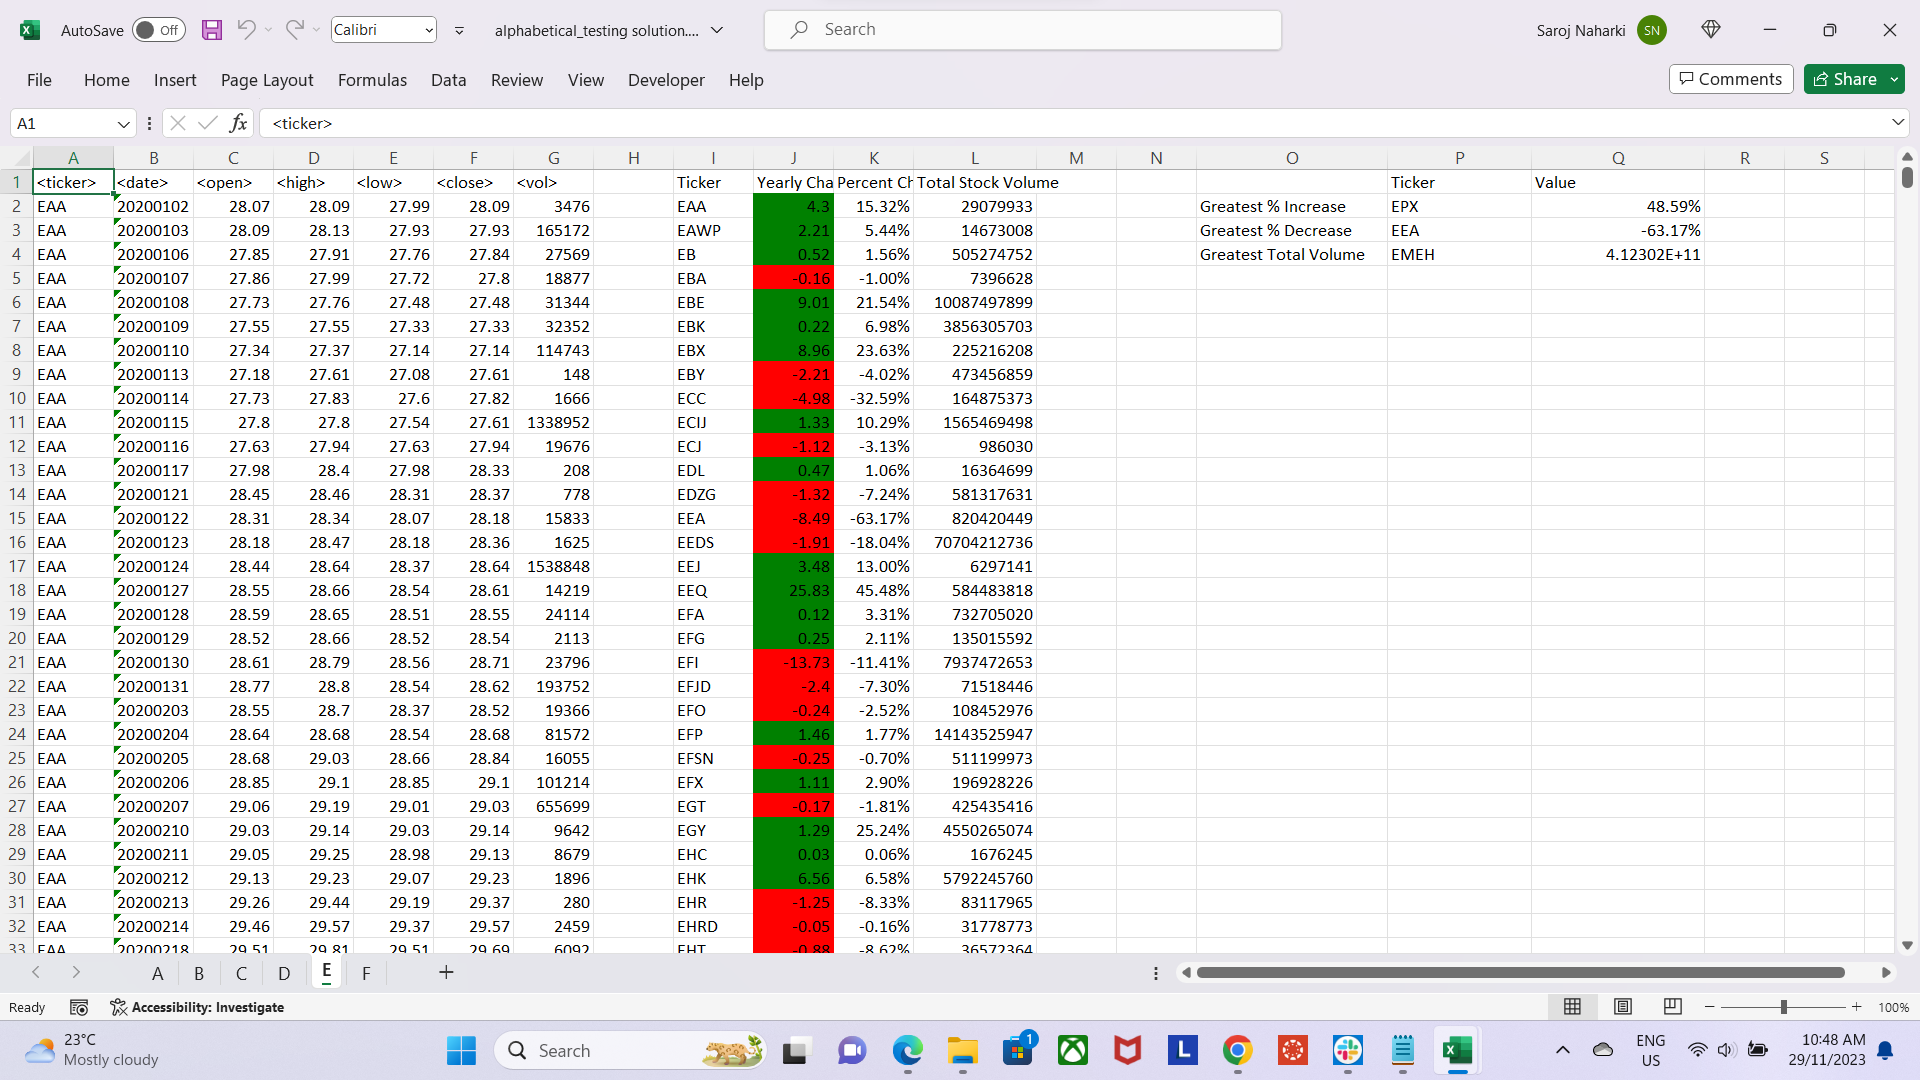 AutoSave Off Calibri alphabetical_testing solution.... Search Saroj Naharki SN
File Home Insert Page Layout Formulas Data Review View Developer Help Comments Share
A1 fx <ticker>
A B C D E F G H I J K L M N O P Q R S
1 <ticker> <date> <open> <high> <low> <close> <vol> Ticker Yearly Cha Percent Ch Total Stock Volume Ticker Value
2 EAA 20200102 28.07 28.09 27.99 28.09 3476 EAA 4.3 15.32% 29079933 Greatest % Increase EPX 48.59%
3 EAA 20200103 28.09 28.13 27.93 27.93 165172 EAWP 2.21 5.44% 14673008 Greatest % Decrease EEA -63.17%
4 EAA 20200106 27.85 27.91 27.76 27.84 27569 EB 0.52 1.56% 505274752 Greatest Total Volume EMEH 4.12302E+11
5 EAA 20200107 27.86 27.99 27.72 27.8 18877 EBA -0.16 -1.00% 7396628
6 EAA 20200108 27.73 27.76 27.48 27.48 31344 EBE 9.01 21.54% 10087497899
7 EAA 20200109 27.55 27.55 27.33 27.33 32352 EBK 0.22 6.98% 3856305703
8 EAA 20200110 27.34 27.37 27.14 27.14 114743 EBX 8.96 23.63% 225216208
9 EAA 20200113 27.18 27.61 27.08 27.61 148 EBY -2.21 -4.02% 473456859
10 EAA 20200114 27.73 27.83 27.6 27.82 1666 ECC -4.98 -32.59% 164875373
11 EAA 20200115 27.8 27.8 27.54 27.61 1338952 ECIJ 1.33 10.29% 1565469498
12 EAA 20200116 27.63 27.94 27.63 27.94 19676 ECJ -1.12 -3.13% 986030
13 EAA 20200117 27.98 28.4 27.98 28.33 208 EDL 0.47 1.06% 16364699
14 EAA 20200121 28.45 28.46 28.31 28.37 778 EDZG -1.32 -7.24% 581317631
15 EAA 20200122 28.31 28.34 28.07 28.18 15833 EEA -8.49 -63.17% 820420449
16 EAA 20200123 28.18 28.47 28.18 28.36 1625 EEDS -1.91 -18.04% 70704212736
17 EAA 20200124 28.44 28.64 28.37 28.64 1538848 EEJ 3.48 13.00% 6297141
18 EAA 20200127 28.55 28.66 28.54 28.61 14219 EEQ 25.83 45.48% 584483818
19 EAA 20200128 28.59 28.65 28.51 28.55 24114 EFA 0.12 3.31% 732705020
20 EAA 20200129 28.52 28.66 28.52 28.54 2113 EFG 0.25 2.11% 135015592
21 EAA 20200130 28.61 28.79 28.56 28.71 23796 EFI -13.73 -11.41% 7937472653
22 EAA 20200131 28.77 28.8 28.54 28.62 193752 EFJD -2.4 -7.30% 71518446
23 EAA 20200203 28.55 28.7 28.37 28.52 19366 EFO -0.24 -2.52% 108452976
24 EAA 20200204 28.64 28.68 28.54 28.68 81572 EFP 1.46 1.77% 14143525947
25 EAA 20200205 28.68 29.03 28.66 28.84 16055 EFSN -0.25 -0.70% 511199973
26 EAA 20200206 28.85 29.1 28.85 29.1 101214 EFX 1.11 2.90% 196928226
27 EAA 20200207 29.06 29.19 29.01 29.03 655699 EGT -0.17 -1.81% 425435416
28 EAA 20200210 29.03 29.14 29.03 29.14 9642 EGY 1.29 25.24% 4550265074
29 EAA 20200211 29.05 29.25 28.98 29.13 8679 EHC 0.03 0.06% 1676245
30 EAA 20200212 29.13 29.23 29.07 29.23 1896 EHK 6.56 6.58% 5792245760
31 EAA 20200213 29.26 29.44 29.19 29.37 280 EHR -1.25 -8.33% 83117965
32 EAA 20200214 29.46 29.57 29.37 29.57 2459 EHRD -0.05 -0.16% 31778773
33 EAA 20200218 29.51 29.81 29.51 29.69 6092 EHT -0.88 -8.62% 36572364
A B C D E F
Ready Accessibility: Investigate 100%
23°C
Mostly cloudy
Search
1
L
ENG
US
10:48 AM
29/11/2023